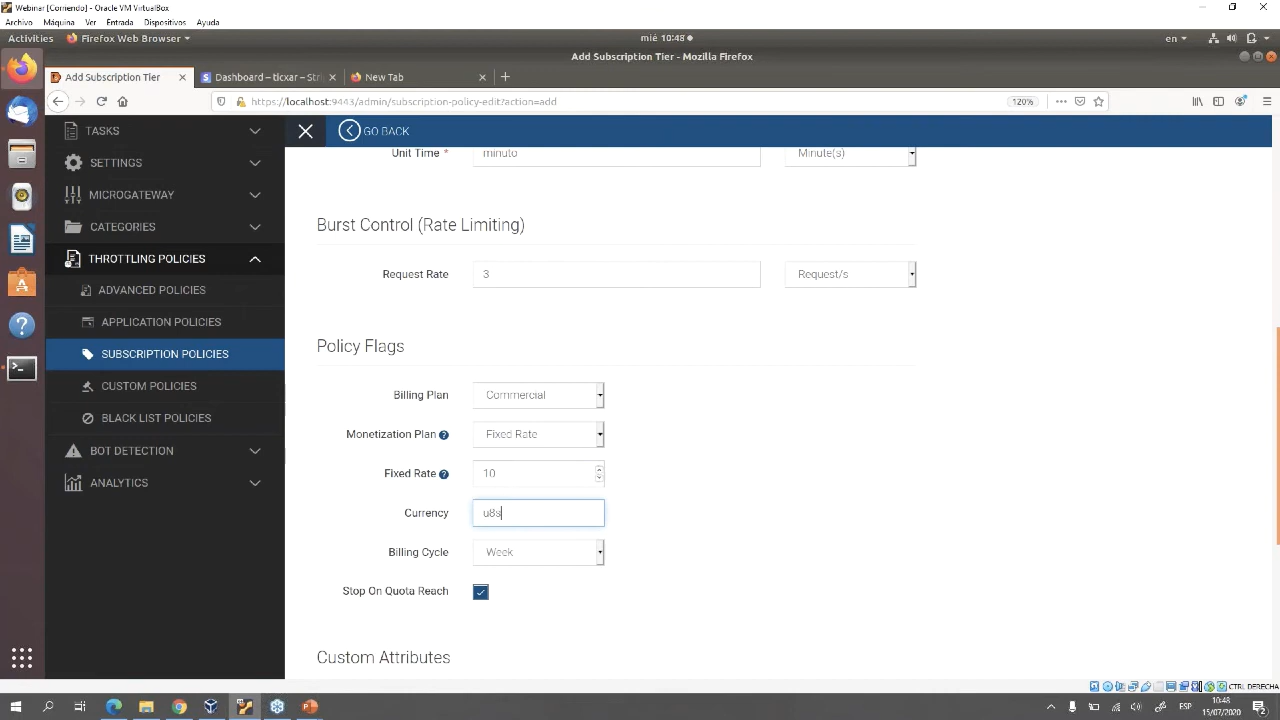 Webinar [Corriendo] - Oracle VM VirtualBox
Archivo Máquina Ver Entrada Dispositivos Ayuda
Activities Firefox Web Browser mié 10:48 en
Add Subscription Tier - Mozilla Firefox
Add Subscription Tier Dashboard – ticxar – Stri New Tab
https://localhost:9443/admin/subscription-policy-edit?action=add 120%
TASKS GO BACK
Unit Time * minuto Minute(s)
SETTINGS
MICROGATEWAY
CATEGORIES
Burst Control (Rate Limiting)
THROTTLING POLICIES
Request Rate 3 Request/s
ADVANCED POLICIES
APPLICATION POLICIES
SUBSCRIPTION POLICIES
Policy Flags
CUSTOM POLICIES
Billing Plan Commercial
BLACK LIST POLICIES
Monetization Plan Fixed Rate
BOT DETECTION
Fixed Rate 10
ANALYTICS
Currency u8s
Billing Cycle Week
Stop On Quota Reach
Custom Attributes
CTRL DERECHA
ESP 10:48
15/07/2020 2